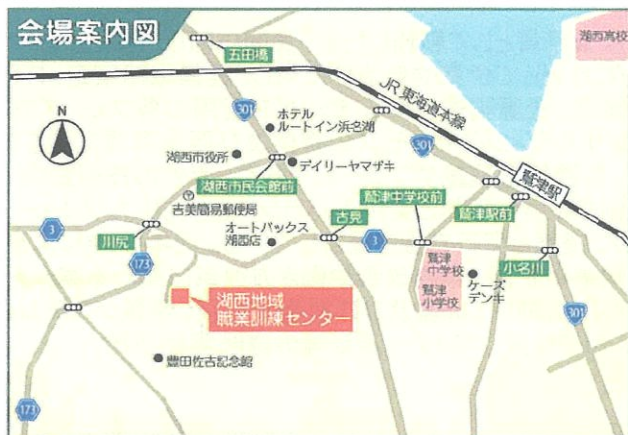 会場案内図
五田橋
湖西高校
JR東海道本線
N
301
ホテル
ルートイン浜名湖
301
湖西市役所
デイリーヤマザキ
鷲津駅
湖西市民会館前
鷲津中学校前
吉美簡易郵便局
鷲津駅前
3
川尻
オートバックス
湖西店
古見
3
小名川
173
鷲津
中学校
鷲津
小学校
ケーズ
デンキ
湖西地域
職業訓練センター
301
豊田佐吉記念館
173